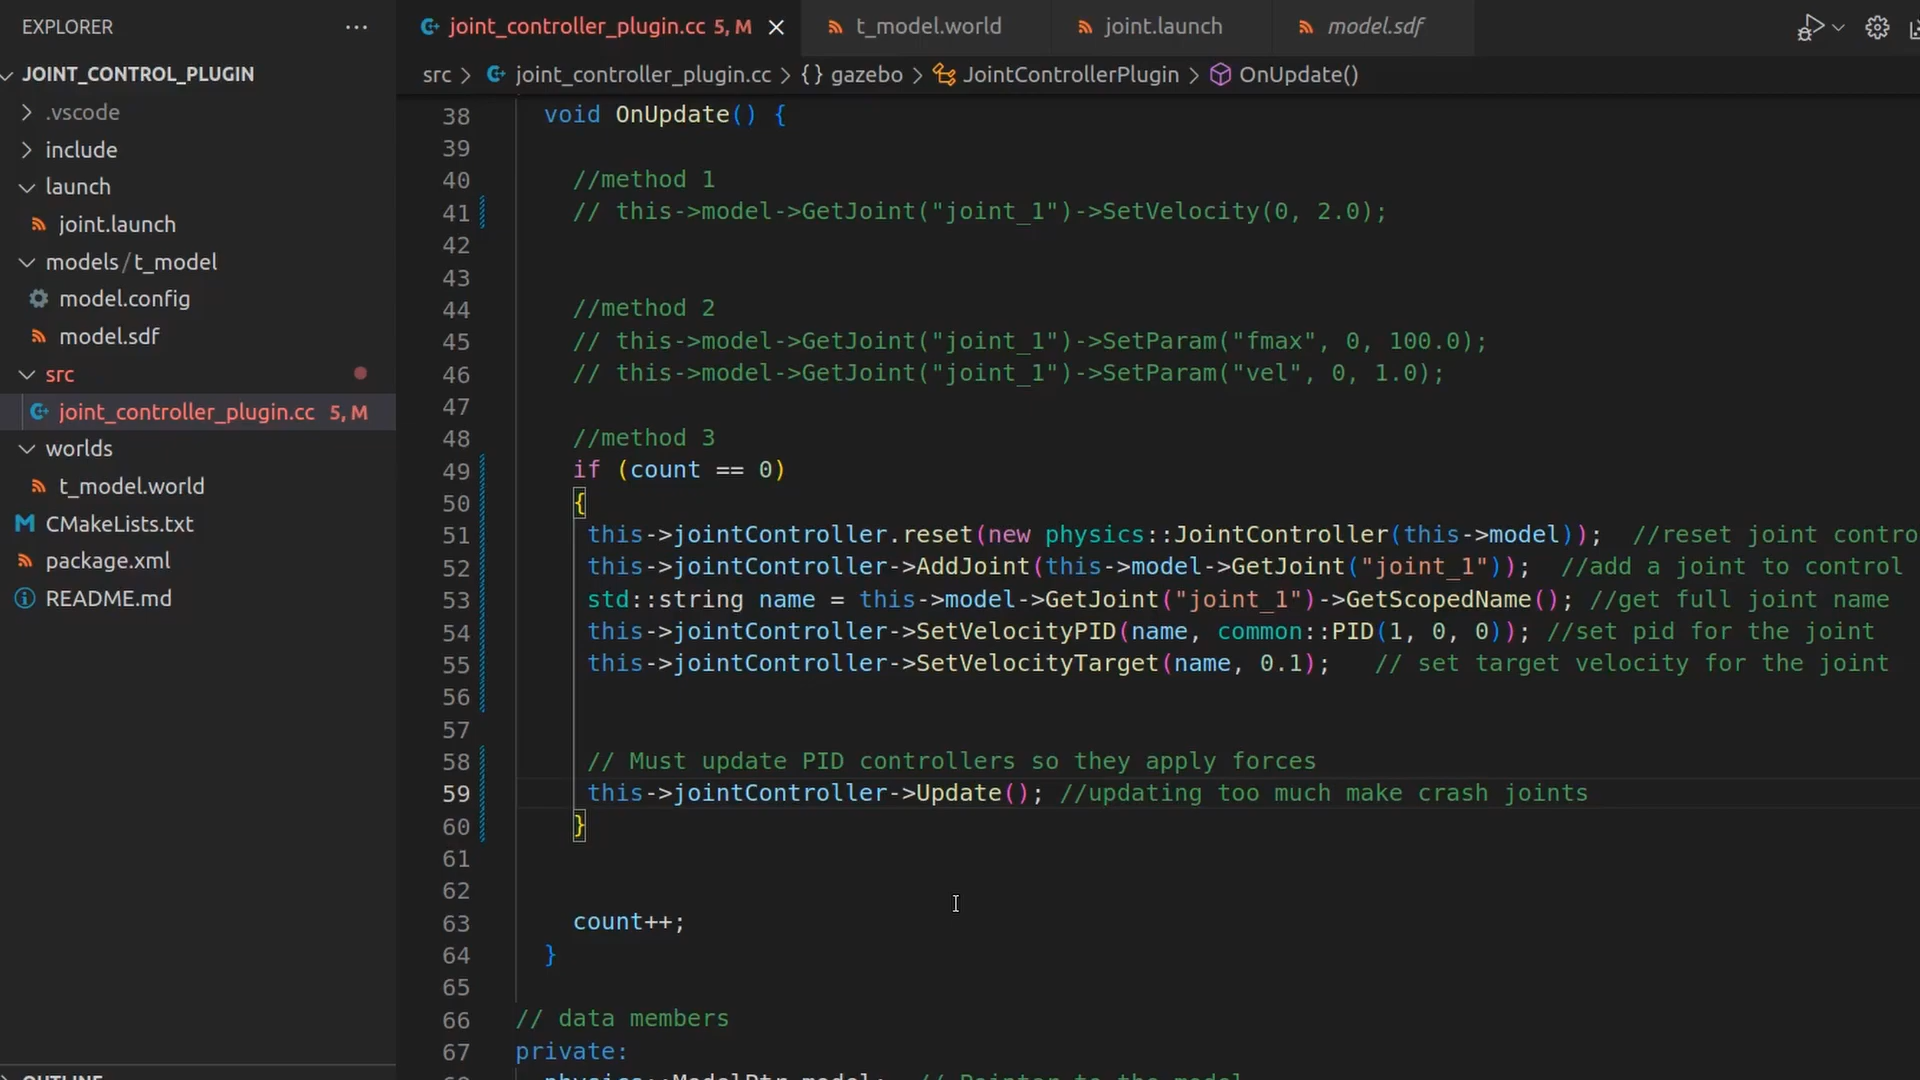 EXPLORER
JOINT_CONTROL_PLUGIN
.vscode
include
launch
joint.launch
models/t_model
model.config
model.sdf
src
joint_controller_plugin.cc 5, M
worlds
t_model.world
CMakeLists.txt
package.xml
README.md
joint_controller_plugin.cc 5, M t_model.world joint.launch model.sdf
src > joint_controller_plugin.cc > {} gazebo > JointControllerPlugin > OnUpdate()
38 void OnUpdate() {
39
40 //method 1
41 // this->model->GetJoint("joint_1")->SetVelocity(0, 2.0);
42
43
44 //method 2
45 // this->model->GetJoint("joint_1")->SetParam("fmax", 0, 100.0);
46 // this->model->GetJoint("joint_1")->SetParam("vel", 0, 1.0);
47
48 //method 3
49 if (count == 0)
50 {
51 this->jointController.reset(new physics::JointController(this->model)); //reset joint contro
52 this->jointController->AddJoint(this->model->GetJoint("joint_1")); //add a joint to control
53 std::string name = this->model->GetJoint("joint_1")->GetScopedName(); //get full joint name
54 this->jointController->SetVelocityPID(name, common::PID(1, 0, 0)); //set pid for the joint
55 this->jointController->SetVelocityTarget(name, 0.1); // set target velocity for the joint
56
57
58 // Must update PID controllers so they apply forces
59 this->jointController->Update(); //updating too much make crash joints
60 }
61
62
63 count++;
64 }
65
66 // data members
67 private:
physics::ModelPtr model; // Pointer to the model
OUTLINE